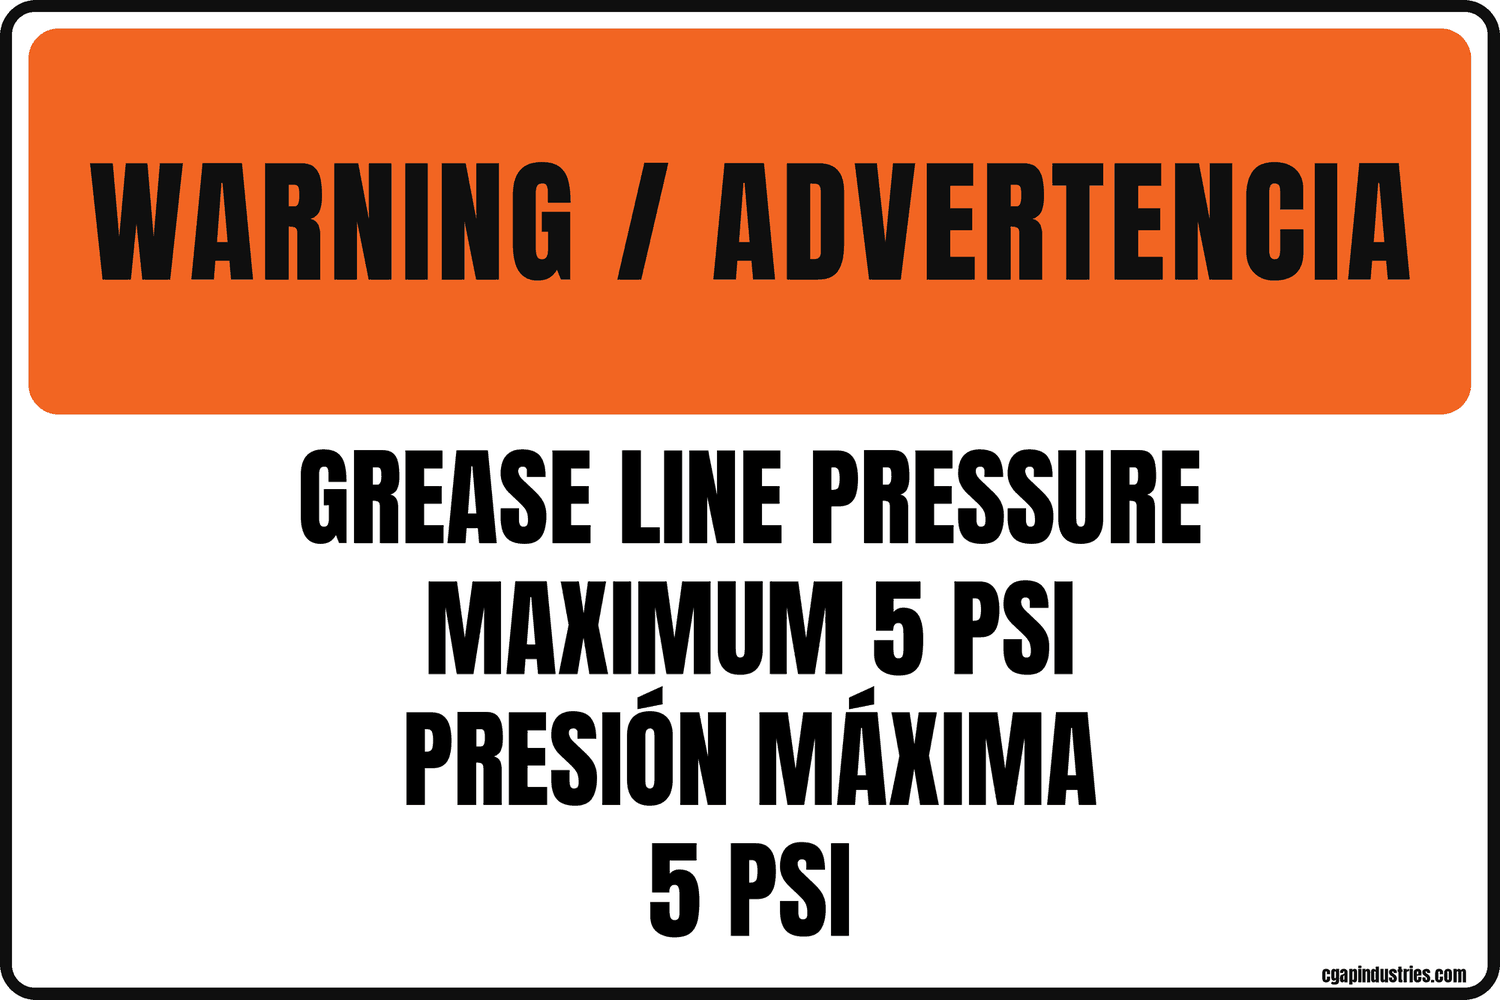 WARNING / ADVERTENCIA
GREASE LINE PRESSURE
MAXIMUM 5 PSI
PRESIÓN MÁXIMA
5 PSI
cgapindustries.com